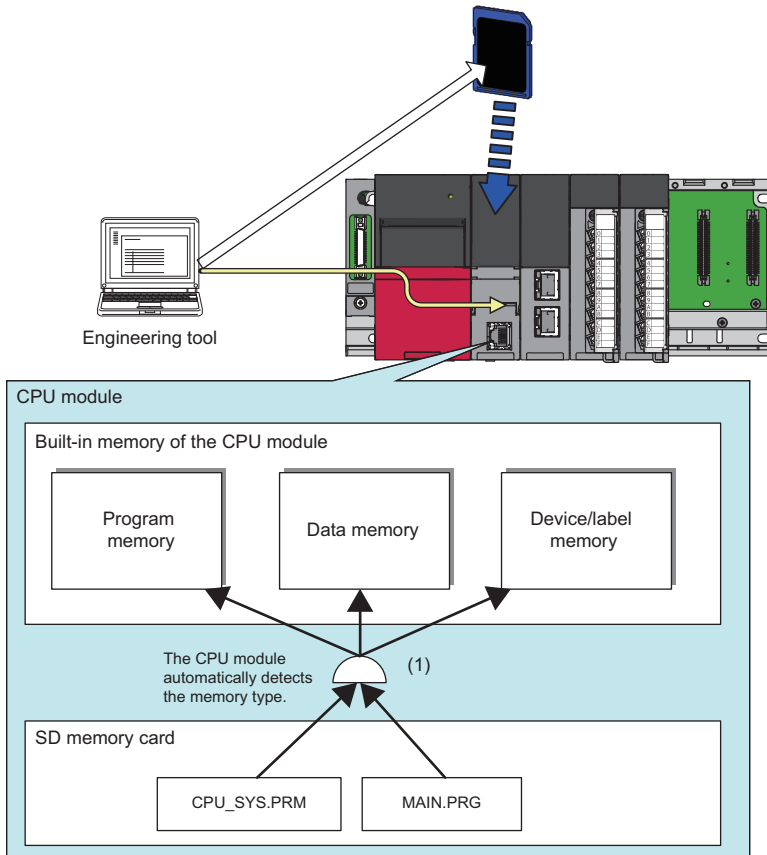 Engineering tool
CPU module
Built-in memory of the CPU module
Program
memory
Data memory
Device/label
memory
The CPU module
automatically detects
the memory type.
(1)
SD memory card
CPU_SYS.PRM
MAIN.PRG